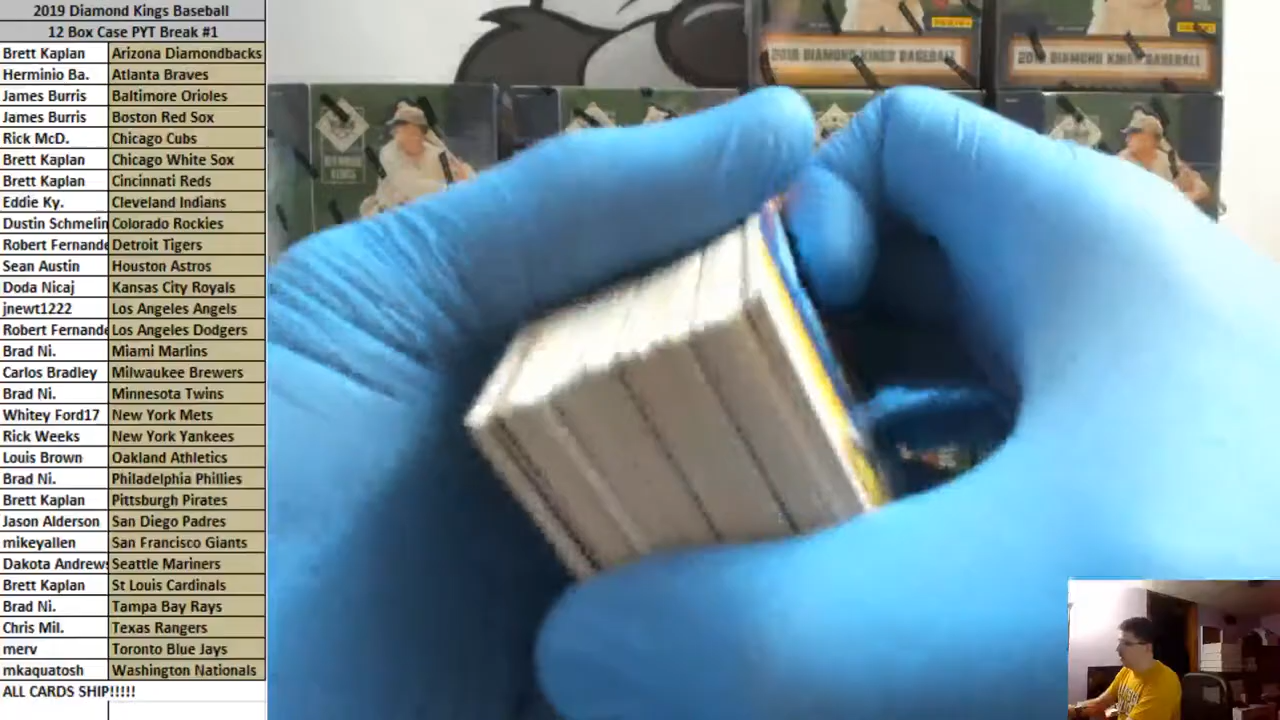 2019 Diamond Kings Baseball
12 Box Case PYT Break #1
Brett Kaplan Arizona Diamondbacks
Herminio Ba. Atlanta Braves
James Burris Baltimore Orioles
James Burris Boston Red Sox
Rick McD. Chicago Cubs
Brett Kaplan Chicago White Sox
Brett Kaplan Cincinnati Reds
Eddie Ky. Cleveland Indians
Dustin Schmelin Colorado Rockies
Robert Fernande Detroit Tigers
Sean Austin Houston Astros
Doda Nicaj Kansas City Royals
jnewt1222 Los Angeles Angels
Robert Fernande Los Angeles Dodgers
Brad Ni. Miami Marlins
Carlos Bradley Milwaukee Brewers
Brad Ni. Minnesota Twins
Whitey Ford17 New York Mets
Rick Weeks New York Yankees
Louis Brown Oakland Athletics
Brad Ni. Philadelphia Phillies
Brett Kaplan Pittsburgh Pirates
Jason Alderson San Diego Padres
mikeyallen San Francisco Giants
Dakota Andrews Seattle Mariners
Brett Kaplan St Louis Cardinals
Brad Ni. Tampa Bay Rays
Chris Mil. Texas Rangers
merv Toronto Blue Jays
mkaquatosh Washington Nationals
ALL CARDS SHIP!!!!!
2019 DIAMOND KINGS BASEBALL
2019 DIAMOND KINGS BASEBALL
DIAMOND
KINGS